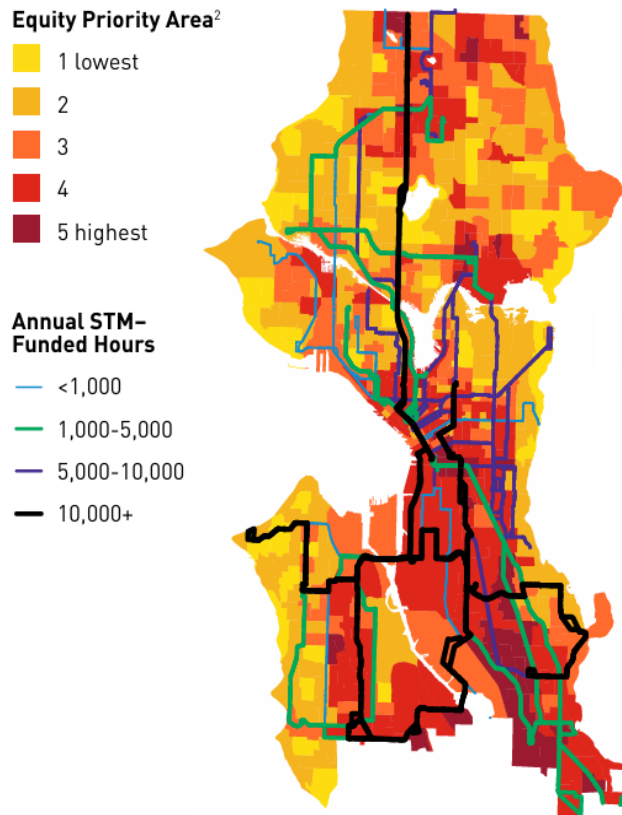 Equity Priority Area²
1 lowest
2
3
4
5 highest
Annual STM–
Funded Hours
<1,000
1,000-5,000
5,000-10,000
10,000+